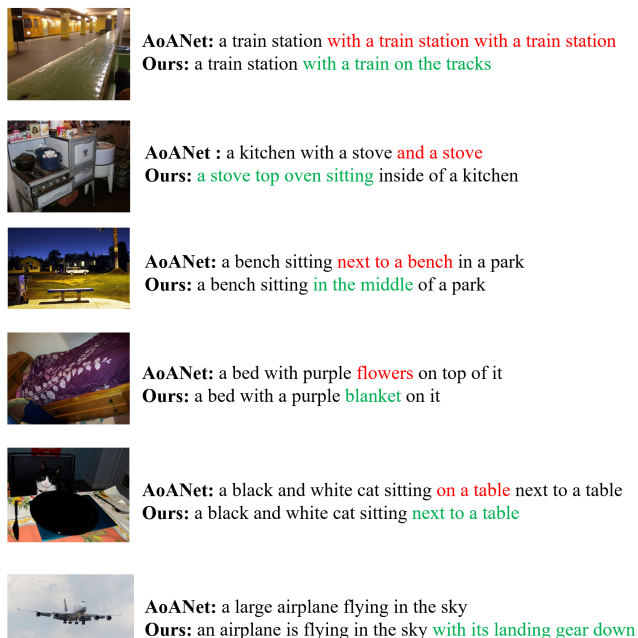 AoANet: a train station with a train station with a train station
Ours: a train station with a train on the tracks
AoANet : a kitchen with a stove and a stove
Ours: a stove top oven sitting inside of a kitchen
AoANet: a bench sitting next to a bench in a park
Ours: a bench sitting in the middle of a park
AoANet: a bed with purple flowers on top of it
Ours: a bed with a purple blanket on it
AoANet: a black and white cat sitting on a table next to a table
Ours: a black and white cat sitting next to a table
AoANet: a large airplane flying in the sky
Ours: an airplane is flying in the sky with its landing gear down